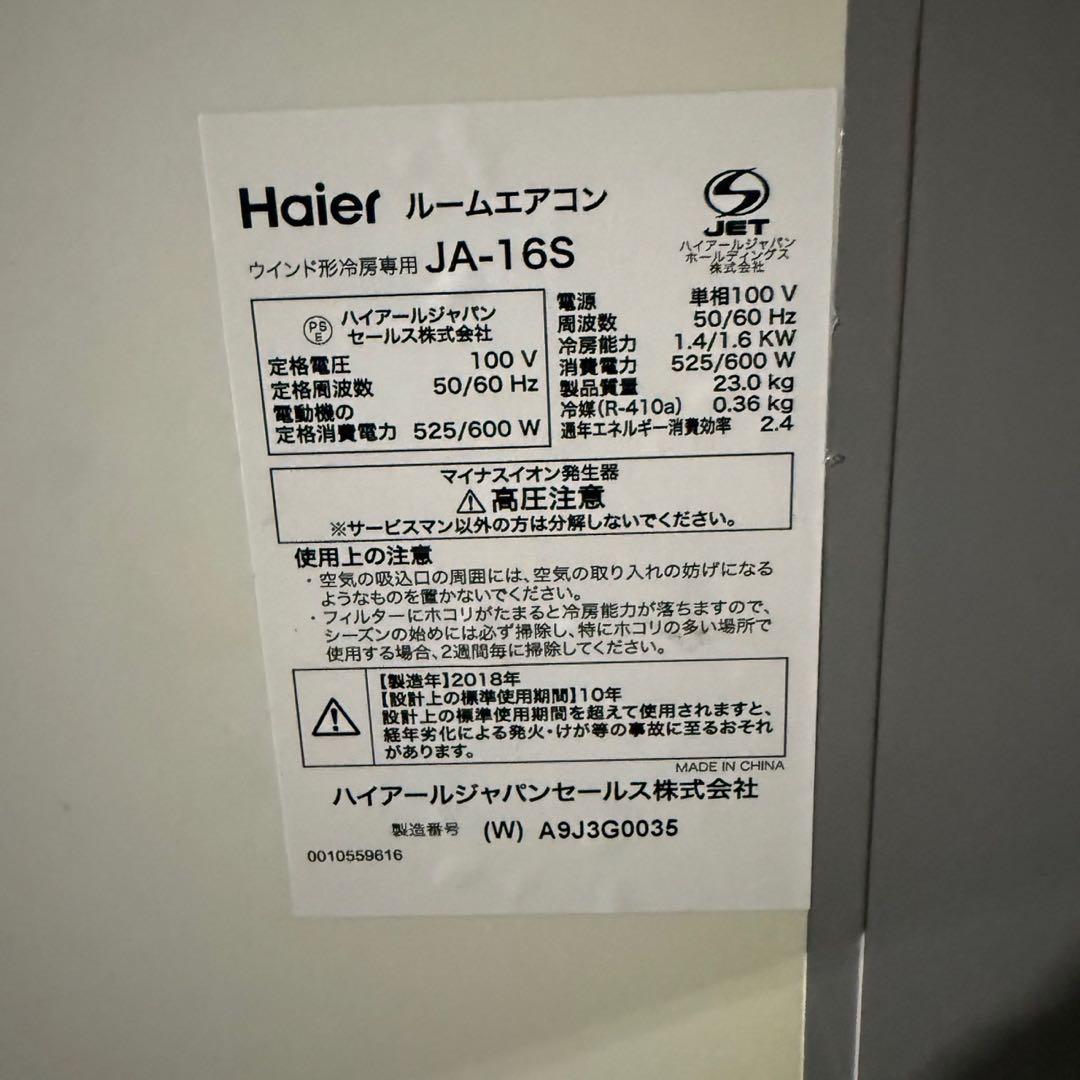 Haier ルームエアコン
ウインド形冷房専用 JA-16S
JET
ハイアールジャパン
ホールディングス
株式会社
PS
E
ハイアールジャパン
セールス株式会社
定格電圧 100 V
定格周波数 50/60 Hz
電動機の
定格消費電力 525/600 W
電源 単相100 V
周波数 50/60 Hz
冷房能力 1.4/1.6 KW
消費電力 525/600 W
製品質量 23.0 kg
冷媒(R-410a) 0.36 kg
通年エネルギー消費効率 2.4
マイナスイオン発生器
⚠高圧注意
※サービスマン以外の方は分解しないでください。
使用上の注意
・空気の吸込口の周囲には、空気の取り入れの妨げになる
ようなものを置かないでください。
・フィルターにホコリがたまると冷房能力が落ちますので、
シーズンの始めには必ず掃除し、特にホコリの多い場所で
使用する場合、2週間毎に掃除してください。
【製造年】2018年
【設計上の標準使用期間】10年
設計上の標準使用期間を超えて使用されますと、
経年劣化による発火・けが等の事故に至るおそれ
があります。
MADE IN CHINA
ハイアールジャパンセールス株式会社
製造番号 (W) A9J3G0035
0010559616